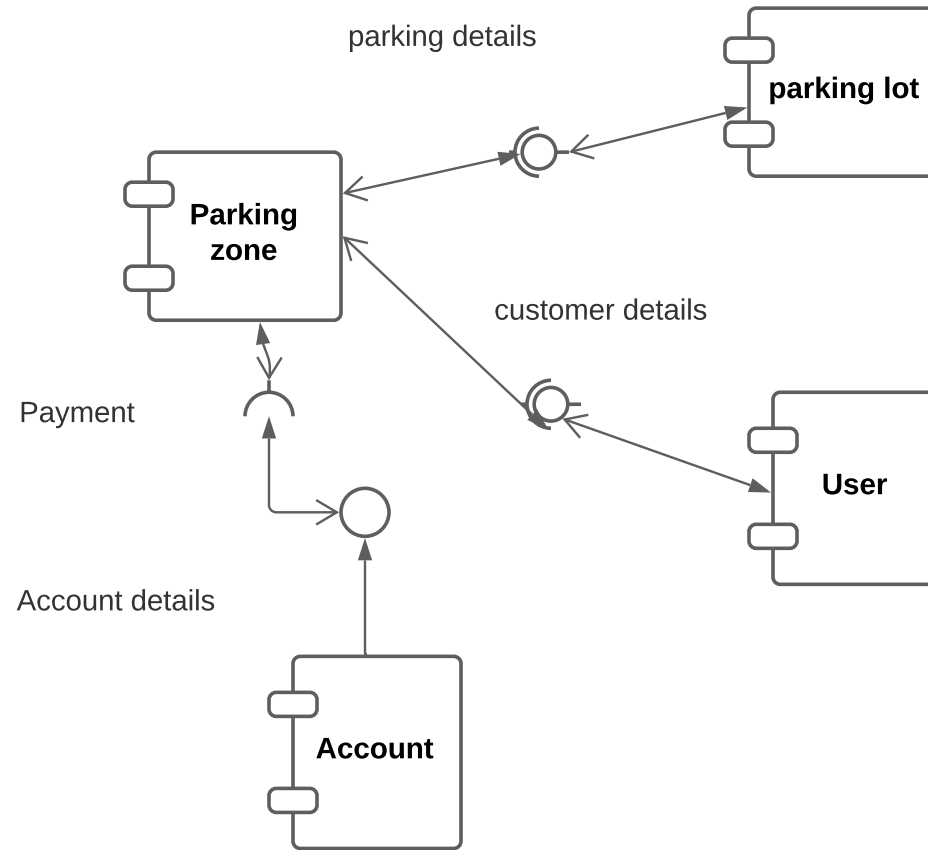 parking details
parking lot
Parking
zone
customer details
Payment
User
Account details
Account